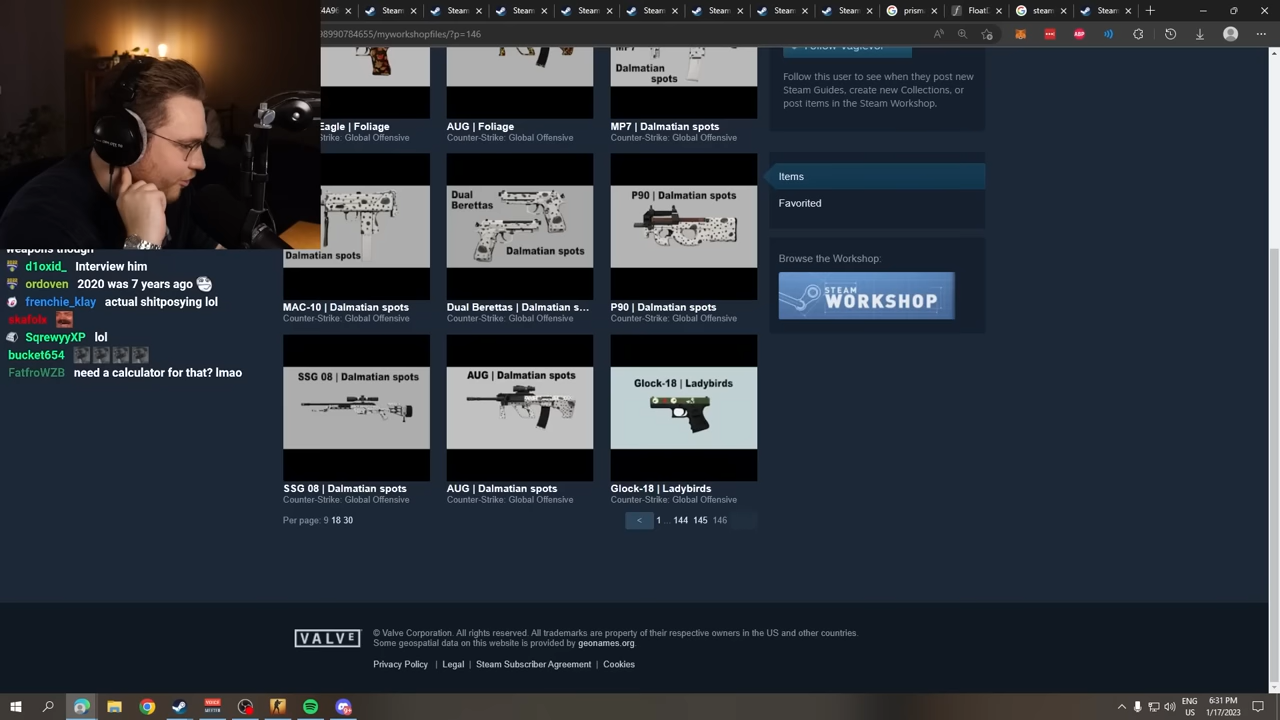 98990784655/myworkshopfiles/?p=146
Steam
Steam
Steam
prism
FloatD
steam
Steam
Steam
Follow this user to see when they post new
Steam Guides, create new Collections, or
post items in the Steam Workshop.
Items
Favorited
Browse the Workshop:
STEAM
WORKSHOP
Eagle | Foliage
Counter-Strike: Global Offensive
AUG | Foliage
Counter-Strike: Global Offensive
MP7
Dalmatian
spots
MP7 | Dalmatian spots
Counter-Strike: Global Offensive
Dalmatian spots
MAC-10 | Dalmatian spots
Counter-Strike: Global Offensive
Dual
Berettas
Dalmatian spots
Dual Berettas | Dalmatian s...
Counter-Strike: Global Offensive
P90 | Dalmatian spots
P90 | Dalmatian spots
Counter-Strike: Global Offensive
SSG 08 | Dalmatian spots
SSG 08 | Dalmatian spots
Counter-Strike: Global Offensive
AUG | Dalmatian spots
AUG | Dalmatian spots
Counter-Strike: Global Offensive
Glock-18 | Ladybirds
Glock-18 | Ladybirds
Counter-Strike: Global Offensive
Per page: 9 18 30
< 1 ... 144 145 146
weapons though
d1oxid_ Interview him
ordoven 2020 was 7 years ago
frenchie_klay actual shitposying lol
skafolx
SqrewyyXP lol
bucket654
FatfroWZB need a calculator for that? lmao
VALVE
© Valve Corporation. All rights reserved. All trademarks are property of their respective owners in the US and other countries.
Some geospatial data on this website is provided by geonames.org.
Privacy Policy | Legal | Steam Subscriber Agreement | Cookies
ENG
US
6:31 PM
1/17/2023